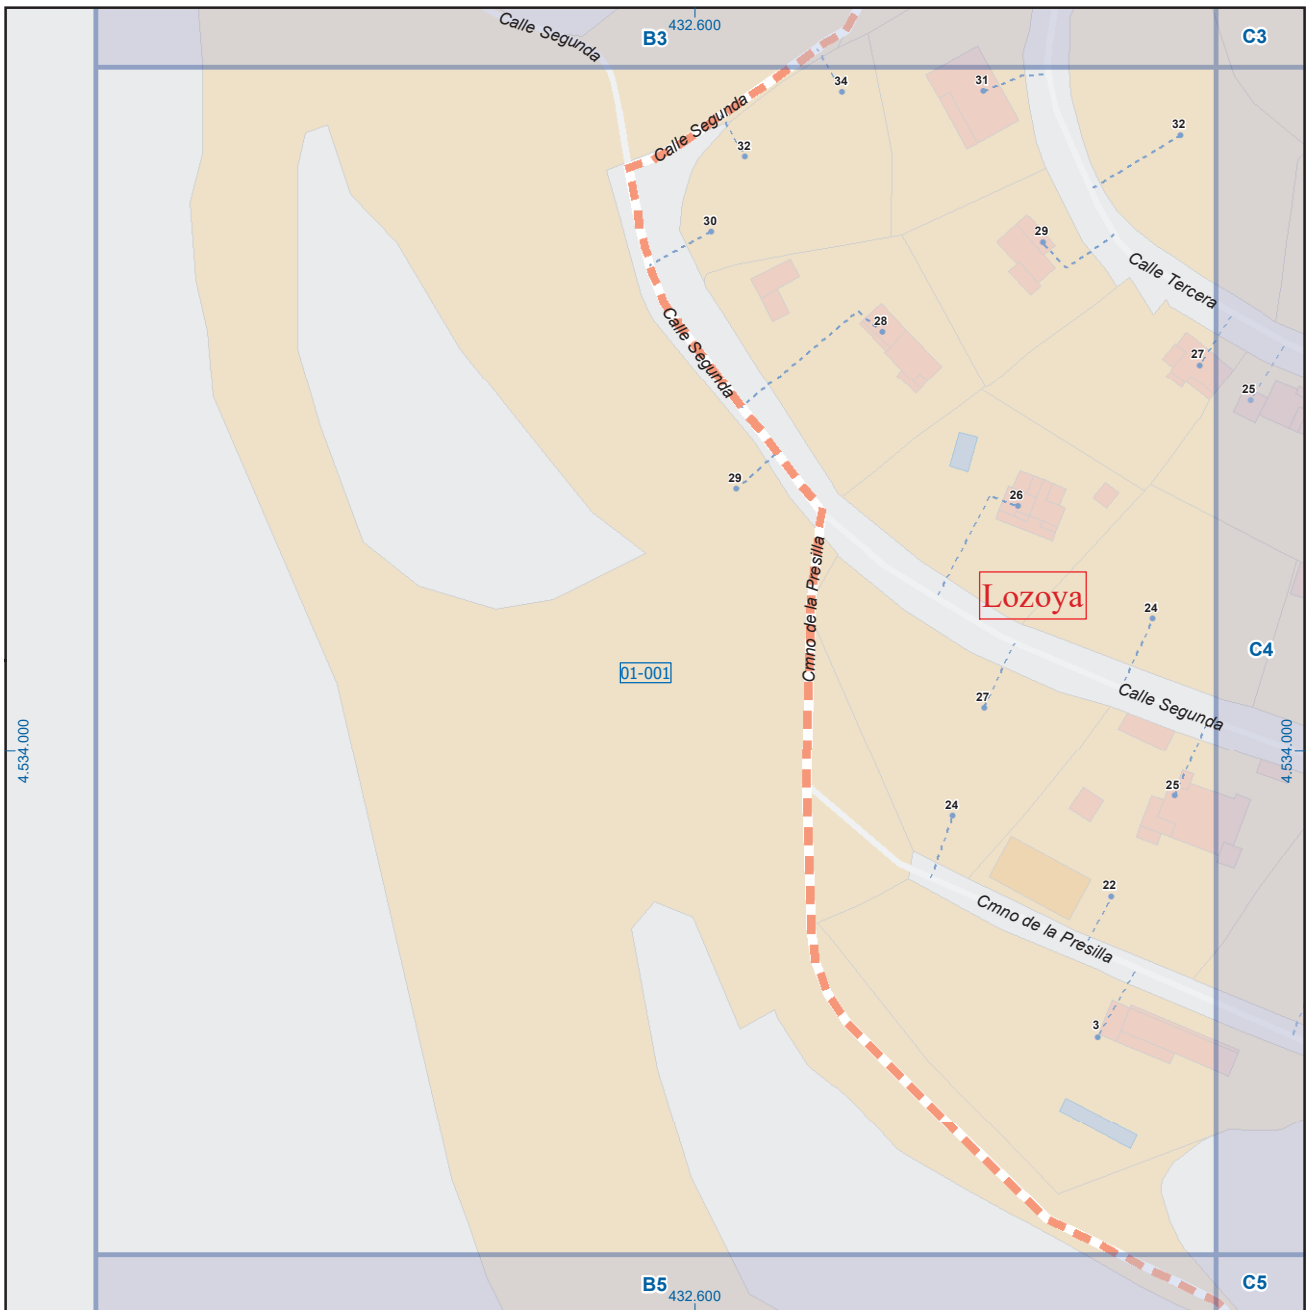 Calle Segunda
B3
432.600
C3
34
31
Calle Segunda
32
32
30
29
Calle Tercera
Calle Segunda
28
27
25
29
26
Cmno de la Presilla
Lozoya
24
C4
01-001
27
Calle Segunda
4.534.000
4.534.000
25
24
22
Cmno de la Presilla
3
B5
432.600
C5